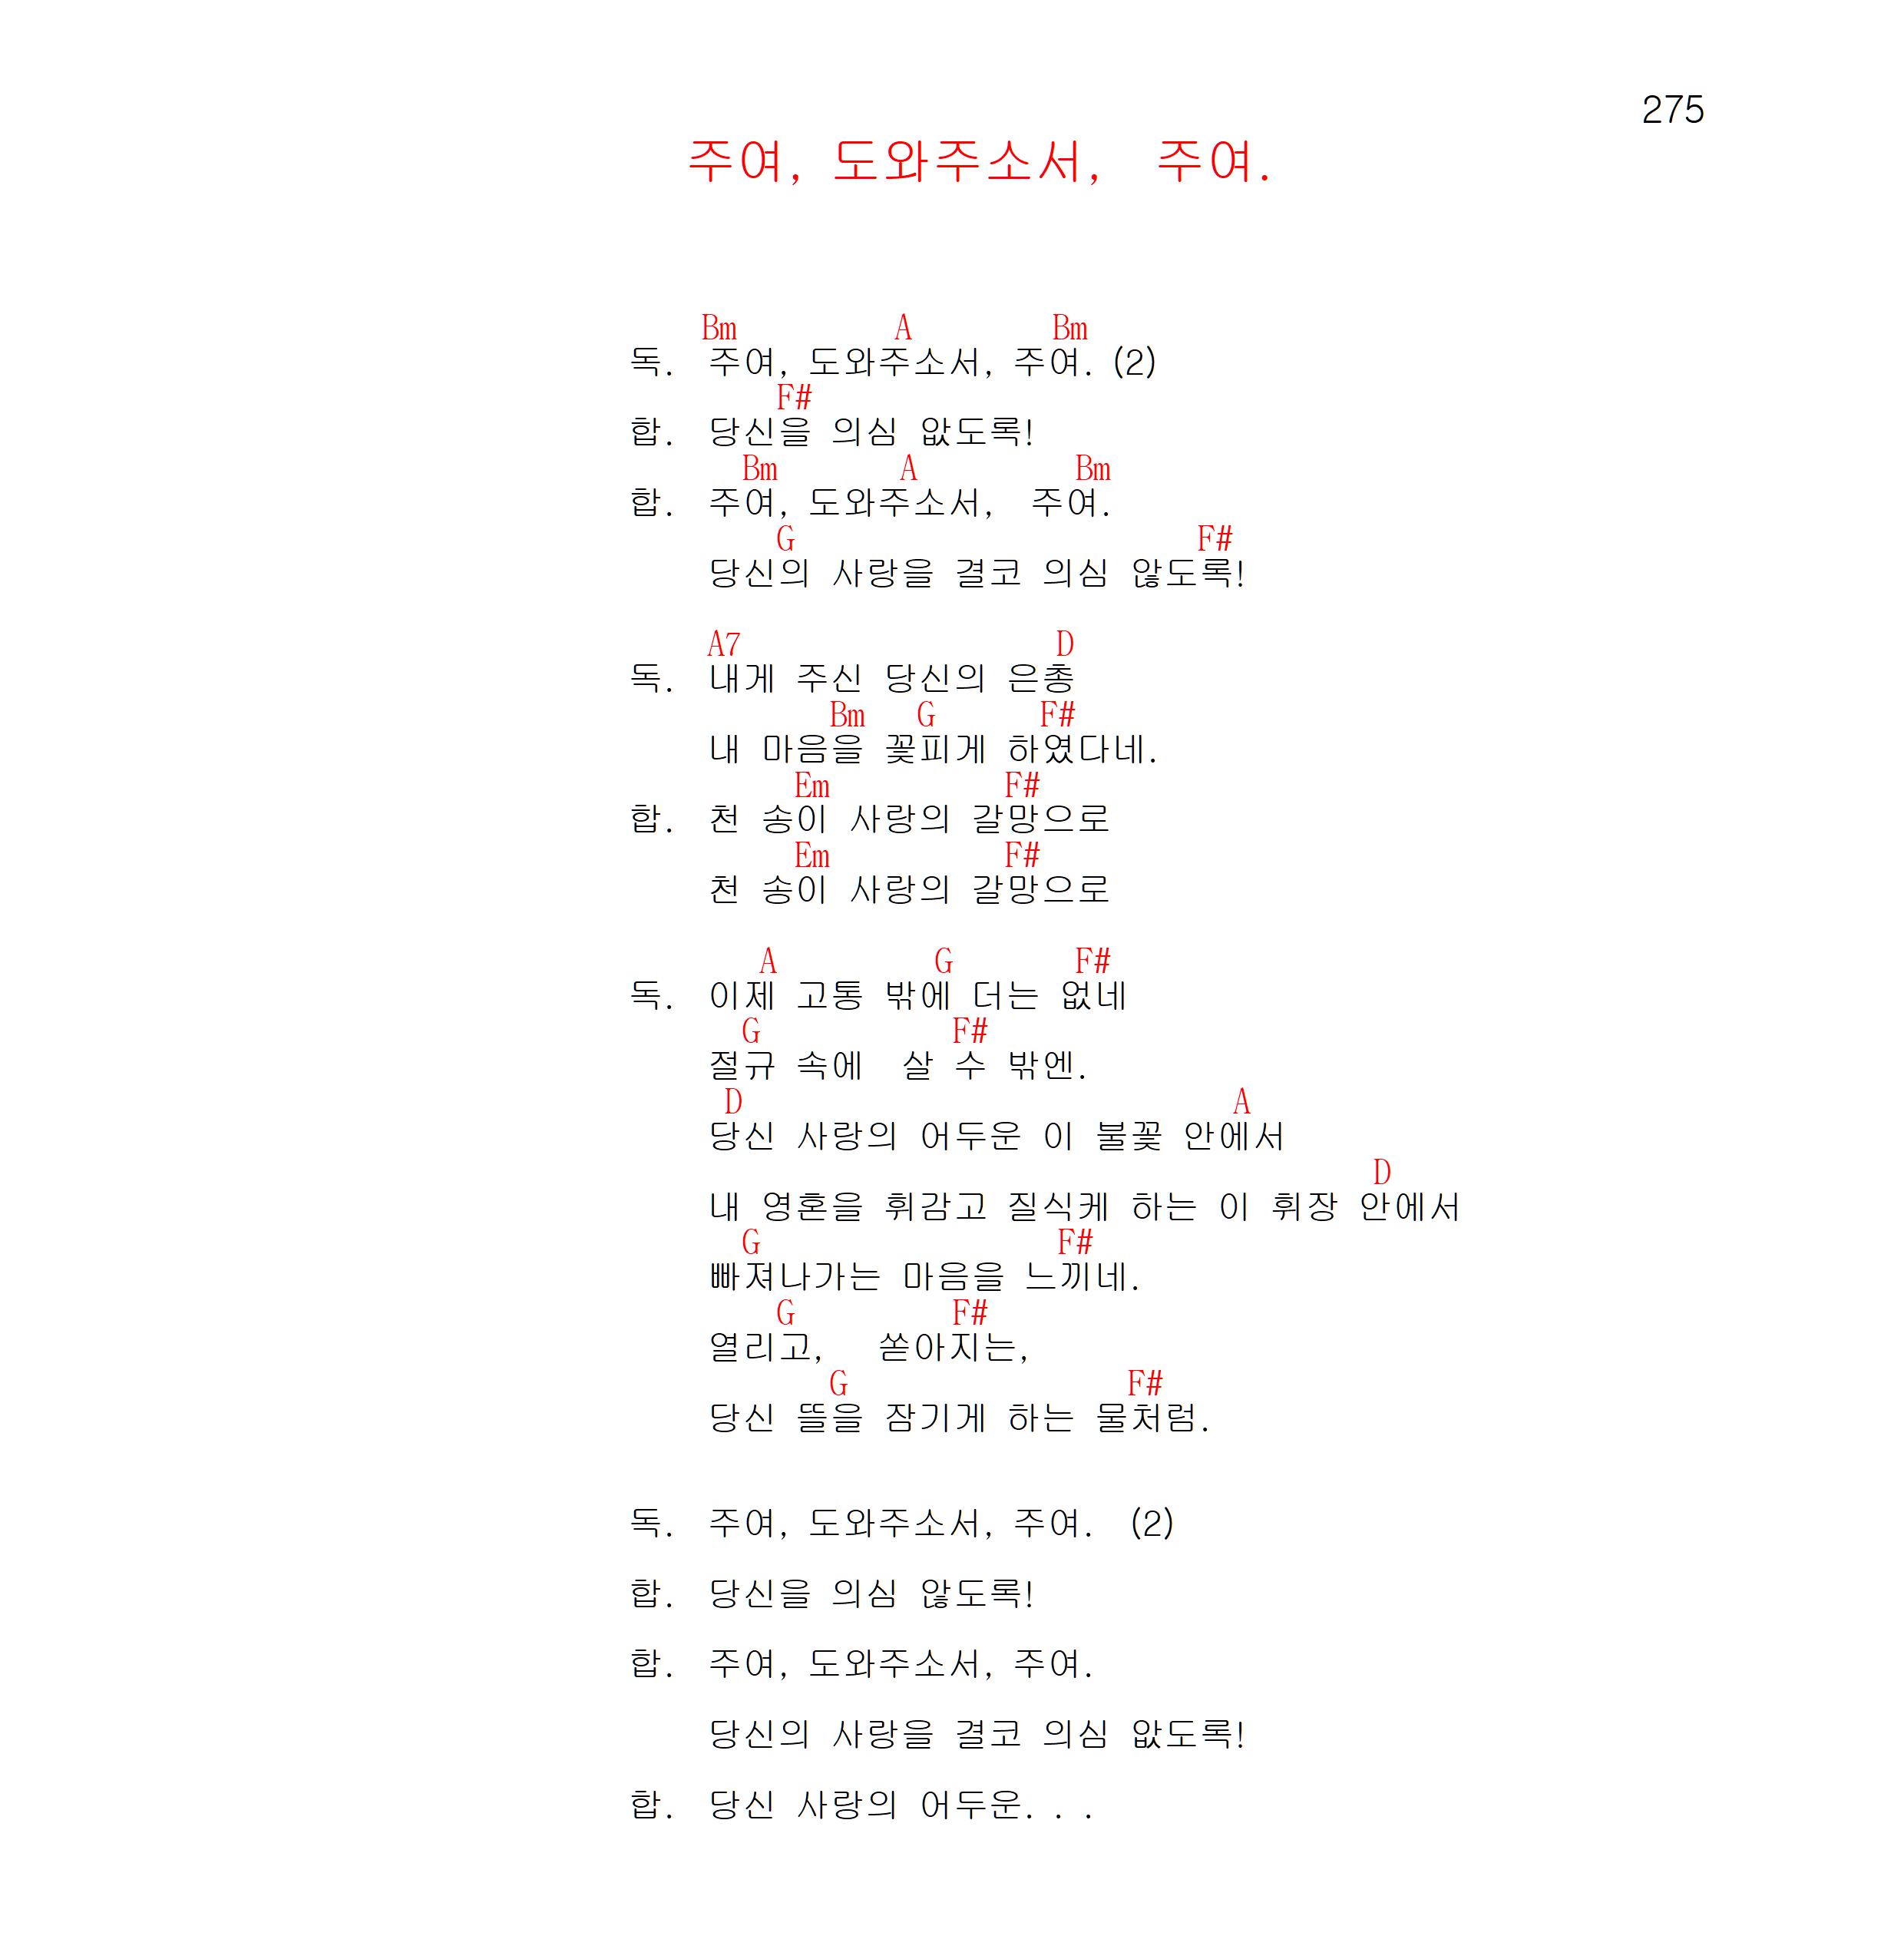 275
주여, 도와주소서, 주여.
Bm A Bm
독. 주여, 도와주소서, 주여. (2)
F#
합. 당신을 의심 않도록!
Bm A Bm
합. 주여, 도와주소서, 주여.
G F#
당신의 사랑을 결코 의심 않도록!
A7 D
독. 내게 주신 당신의 은총
Bm G F#
내 마음을 꽃피게 하였다네.
Em F#
합. 천 송이 사랑의 갈망으로
Em F#
천 송이 사랑의 갈망으로
A G F#
독. 이제 고통 밖에 더는 없네
G F#
절규 속에 살 수 밖엔.
D A
당신 사랑의 어두운 이 불꽃 안에서
D
내 영혼을 휘감고 질식케 하는 이 휘장 안에서
G F#
빠져나가는 마음을 느끼네.
G F#
열리고, 쏟아지는,
G F#
당신 뜰을 잠기게 하는 물처럼.
독. 주여, 도와주소서, 주여. (2)
합. 당신을 의심 않도록!
합. 주여, 도와주소서, 주여.
당신의 사랑을 결코 의심 않도록!
합. 당신 사랑의 어두운. . .